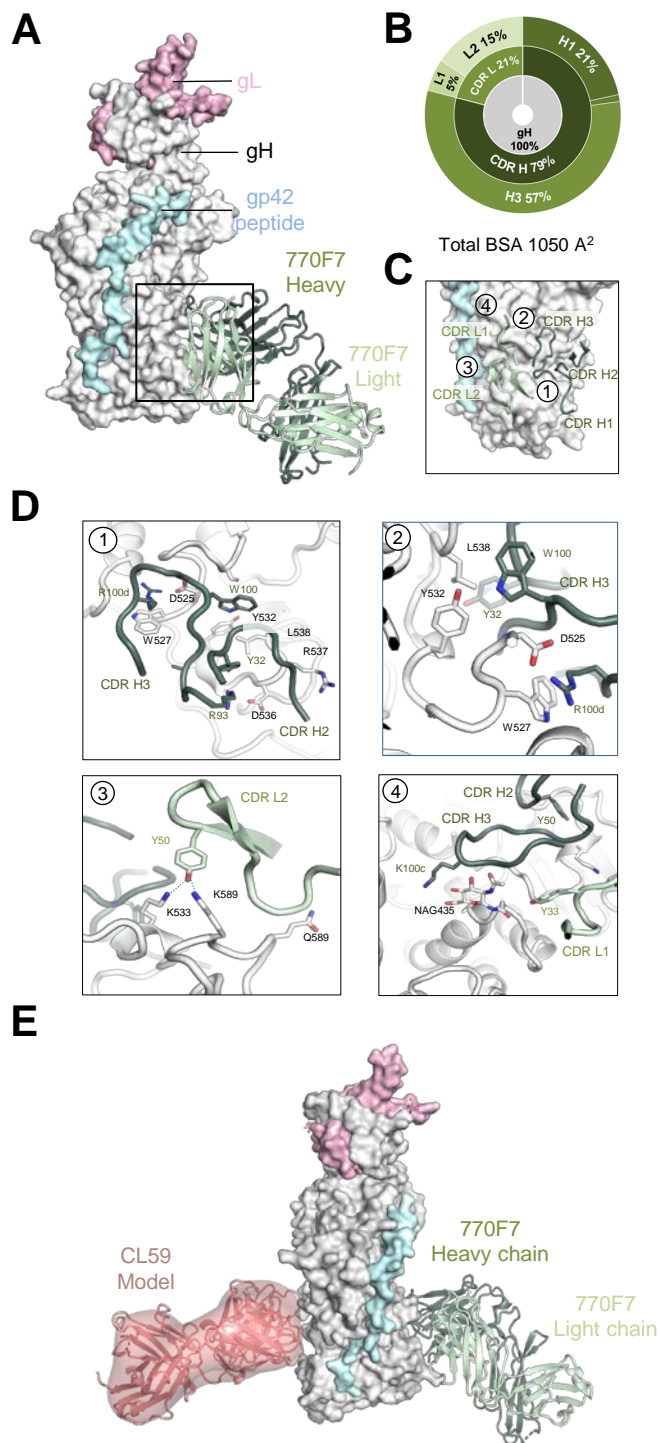 A
gL
gH
gp42
peptide
770F7
Heavy
770F7
Light
B
H1 21%
L2 15%
L1
5%
CDR L 21%
gH
100%
CDR H 79%
H3 57%
Total BSA 1050 A2
C
4
2
CDR L1
CDR H3
3
CDR H2
CDR L2
1
CDR H1
D
1
R100d
D525
W100
Y532
W527
L538
R537
Y32
CDR H3
R93
D536
CDR H2
2
L538
W100
CDR H3
Y532
Y32
D525
W527
R100d
3
CDR L2
Y50
K589
K533
Q589
4
CDR H2
CDR H3
Y50
K100c
NAG435
Y33
CDR L1
E
CL59
Model
770F7
Heavy chain
770F7
Light chain